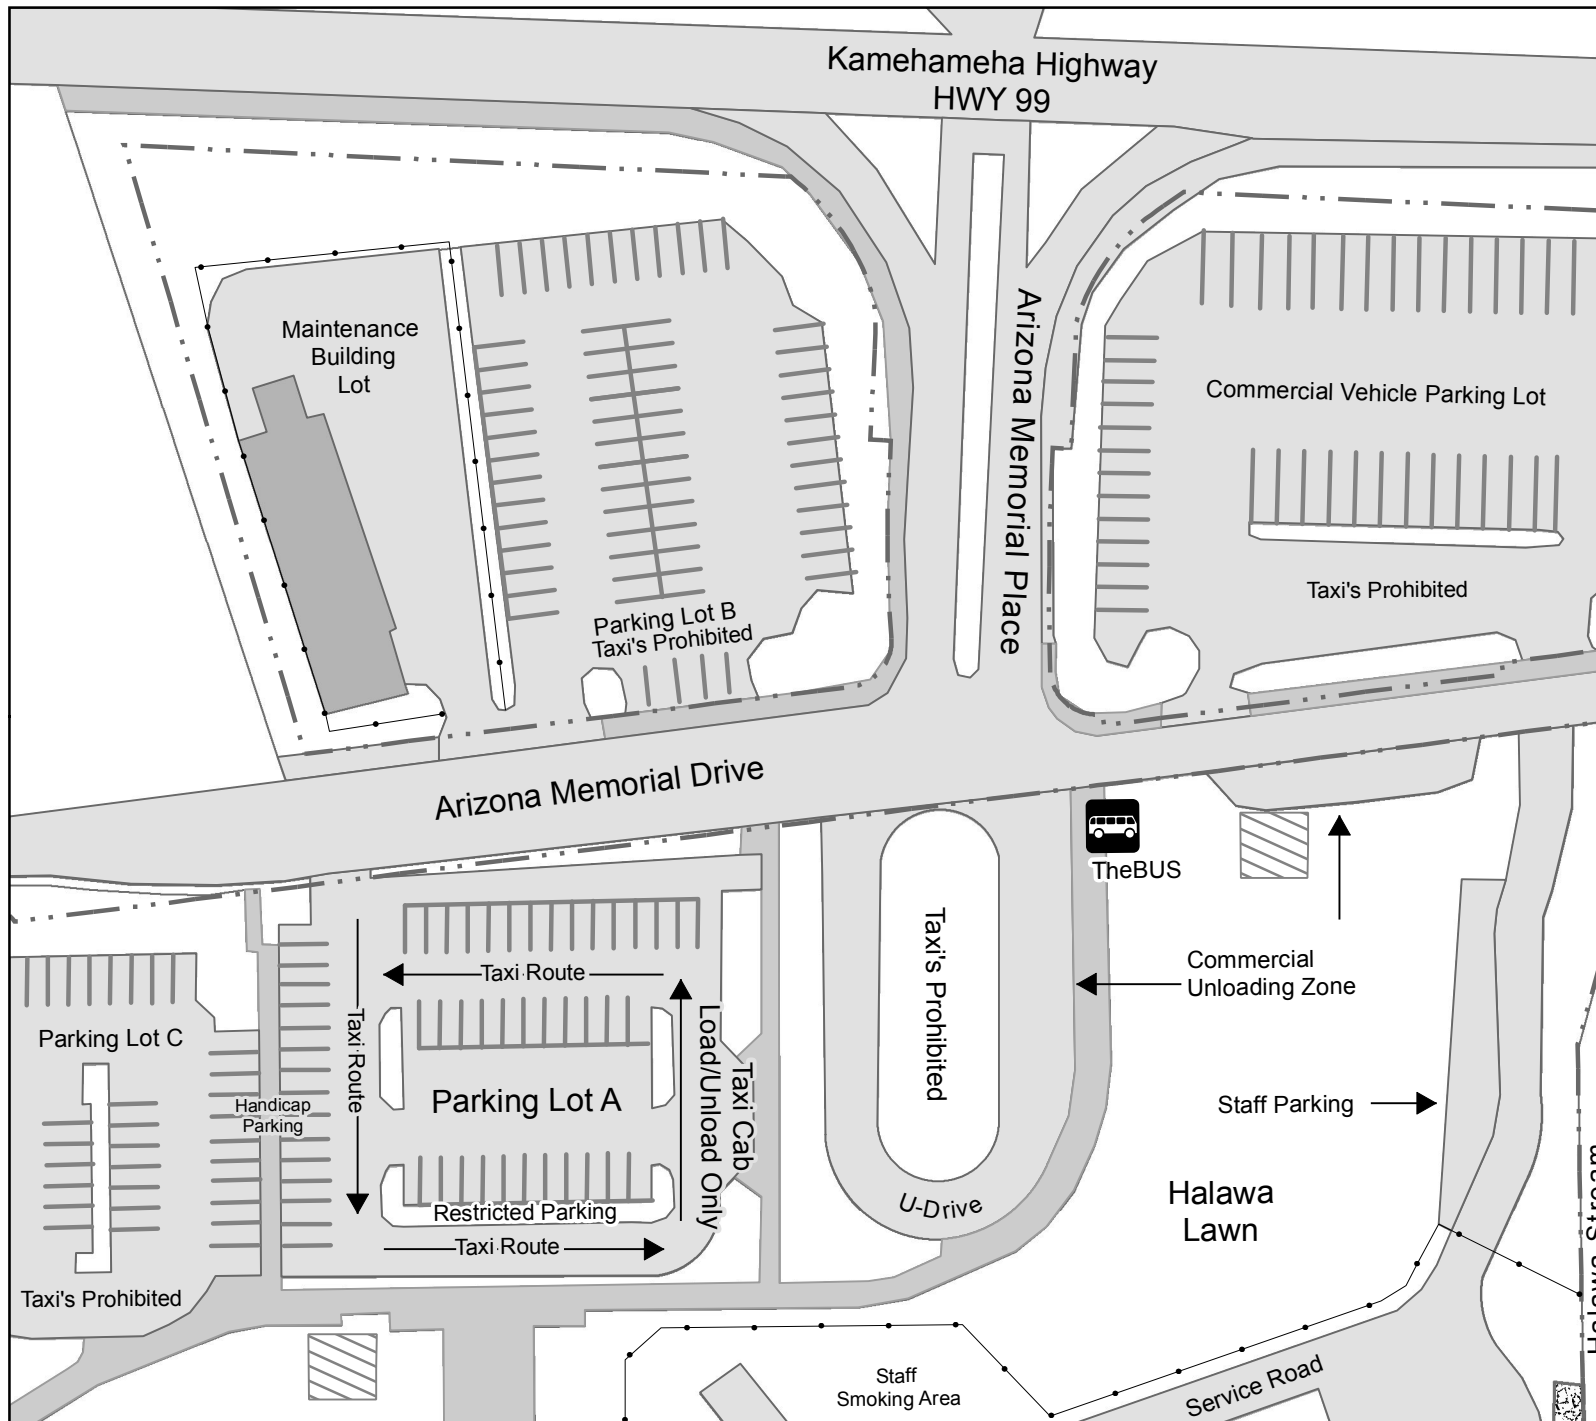 Kamehameha Highway
HWY 99
Maintenance
Building
Lot
Arizona Memorial Place
Commercial Vehicle Parking Lot
Taxi's Prohibited
Parking Lot B
Taxi's Prohibited
Arizona Memorial Drive
TheBUS
Taxi's Prohibited
Commercial
Unloading Zone
Taxi Route
Taxi Route
Load/Unload Only
Taxi Cab
Parking Lot C
Parking Lot A
Handicap
Parking
Staff Parking
Restricted Parking
U-Drive
Halawa
Lawn
Taxi Route
Taxi's Prohibited
Halawa Stream
Staff
Smoking Area
Service Road